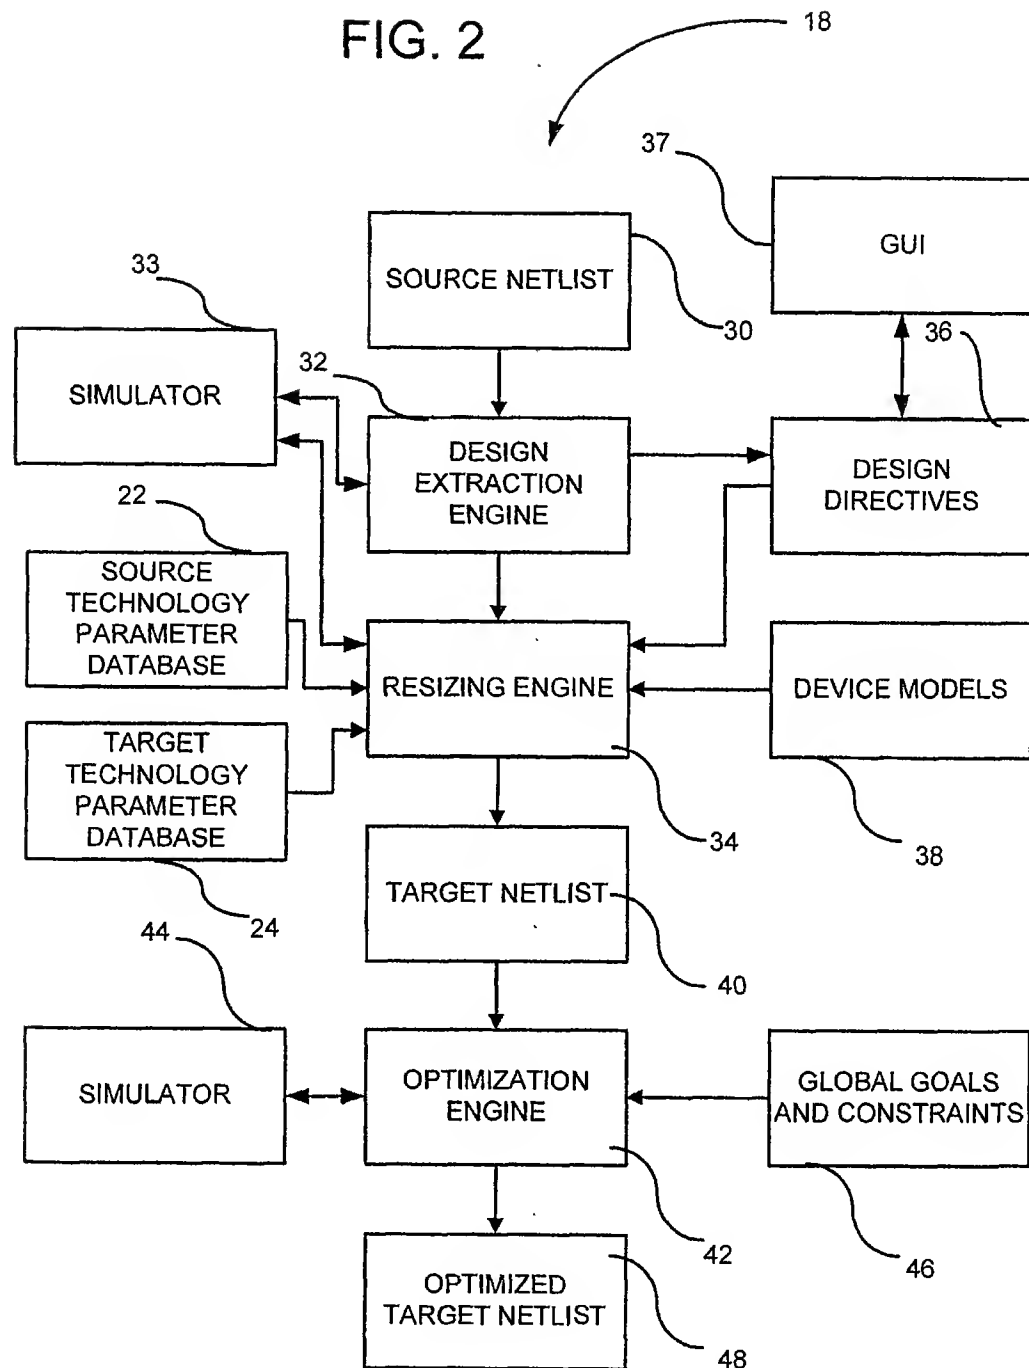 FIG. 2
18
37
GUI
SOURCE NETLIST
30
33
36
SIMULATOR
32
DESIGN
EXTRACTION
ENGINE
DESIGN
DIRECTIVES
22
SOURCE
TECHNOLOGY
PARAMETER
DATABASE
RESIZING ENGINE
DEVICE MODELS
TARGET
TECHNOLOGY
PARAMETER
DATABASE
34
38
24
TARGET NETLIST
44
40
SIMULATOR
OPTIMIZATION
ENGINE
GLOBAL GOALS
AND CONSTRAINTS
42
46
OPTIMIZED
TARGET NETLIST
48